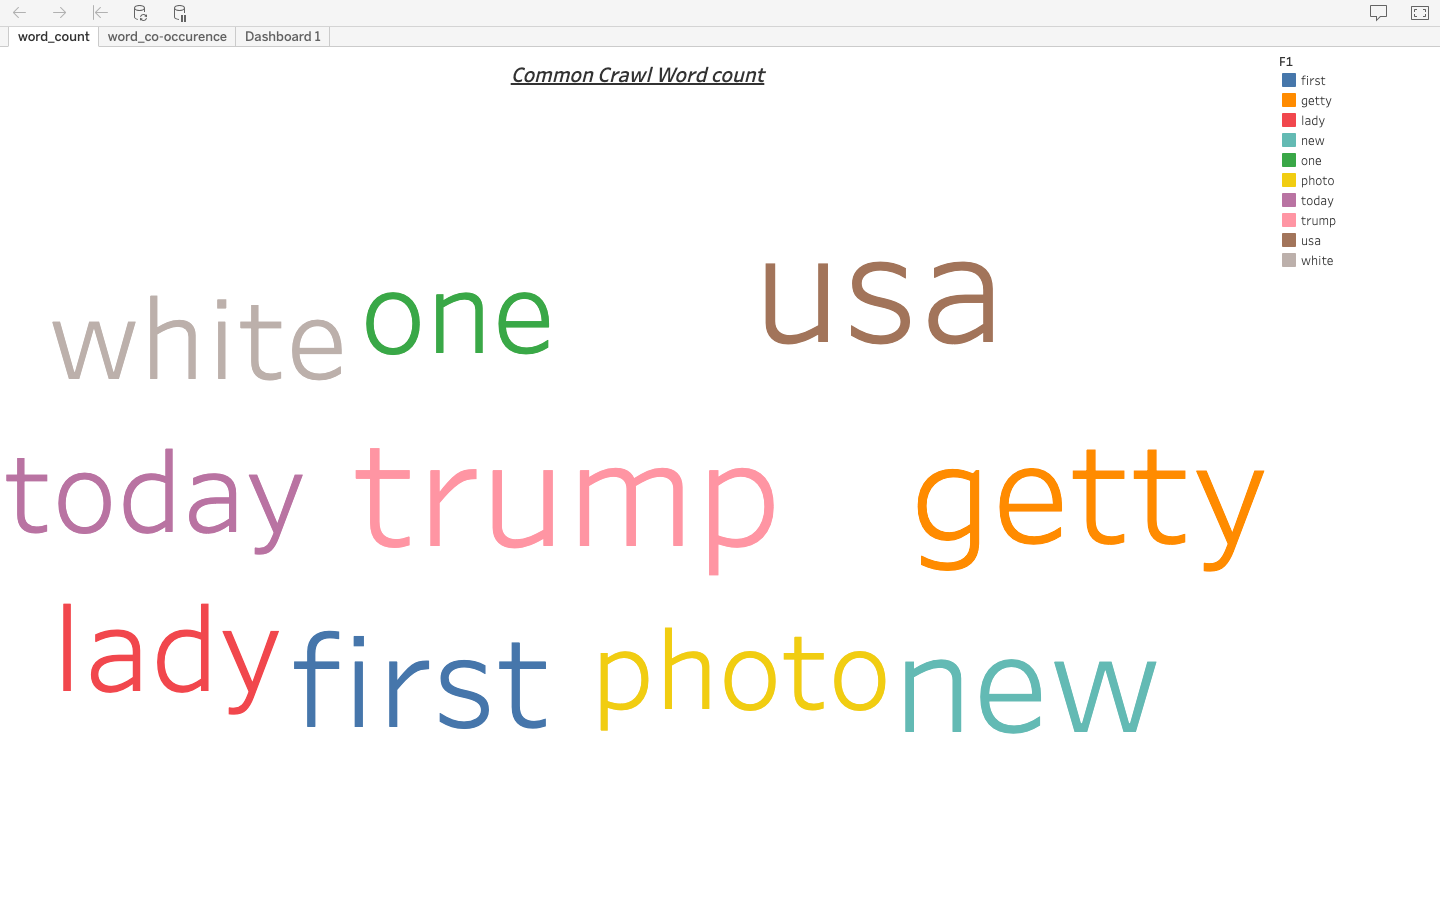 word_count word_co-occurence Dashboard 1
Common Crawl Word count
F1
first
getty
lady
new
one
photo
today
trump
usa
white
white one usa
today trump getty
lady first photo new